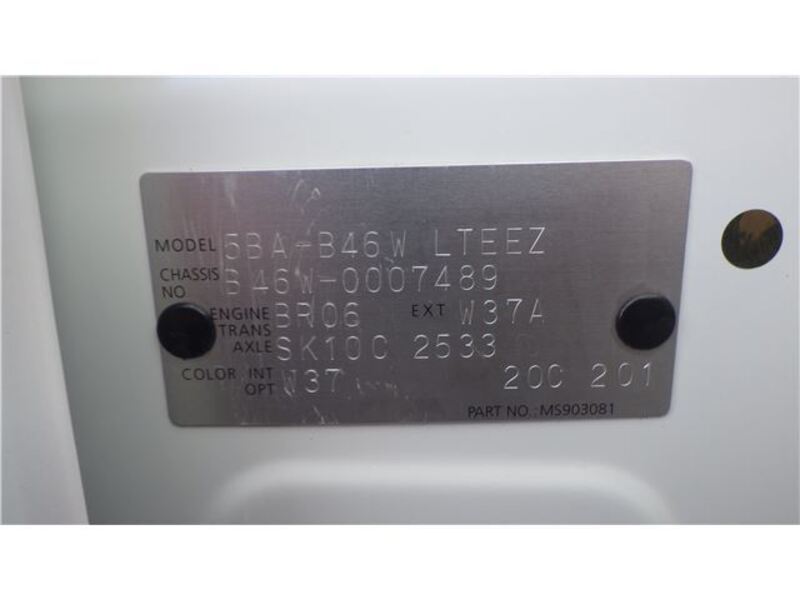 MODEL 5BA-B46W LTEEZ
CHASSIS NO B46W-0007489
ENGINE BR06 EXT W37A
TRANS AXLE SK10C 2533
COLOR INT OPT W37 20C 201
PART NO.:MS903081